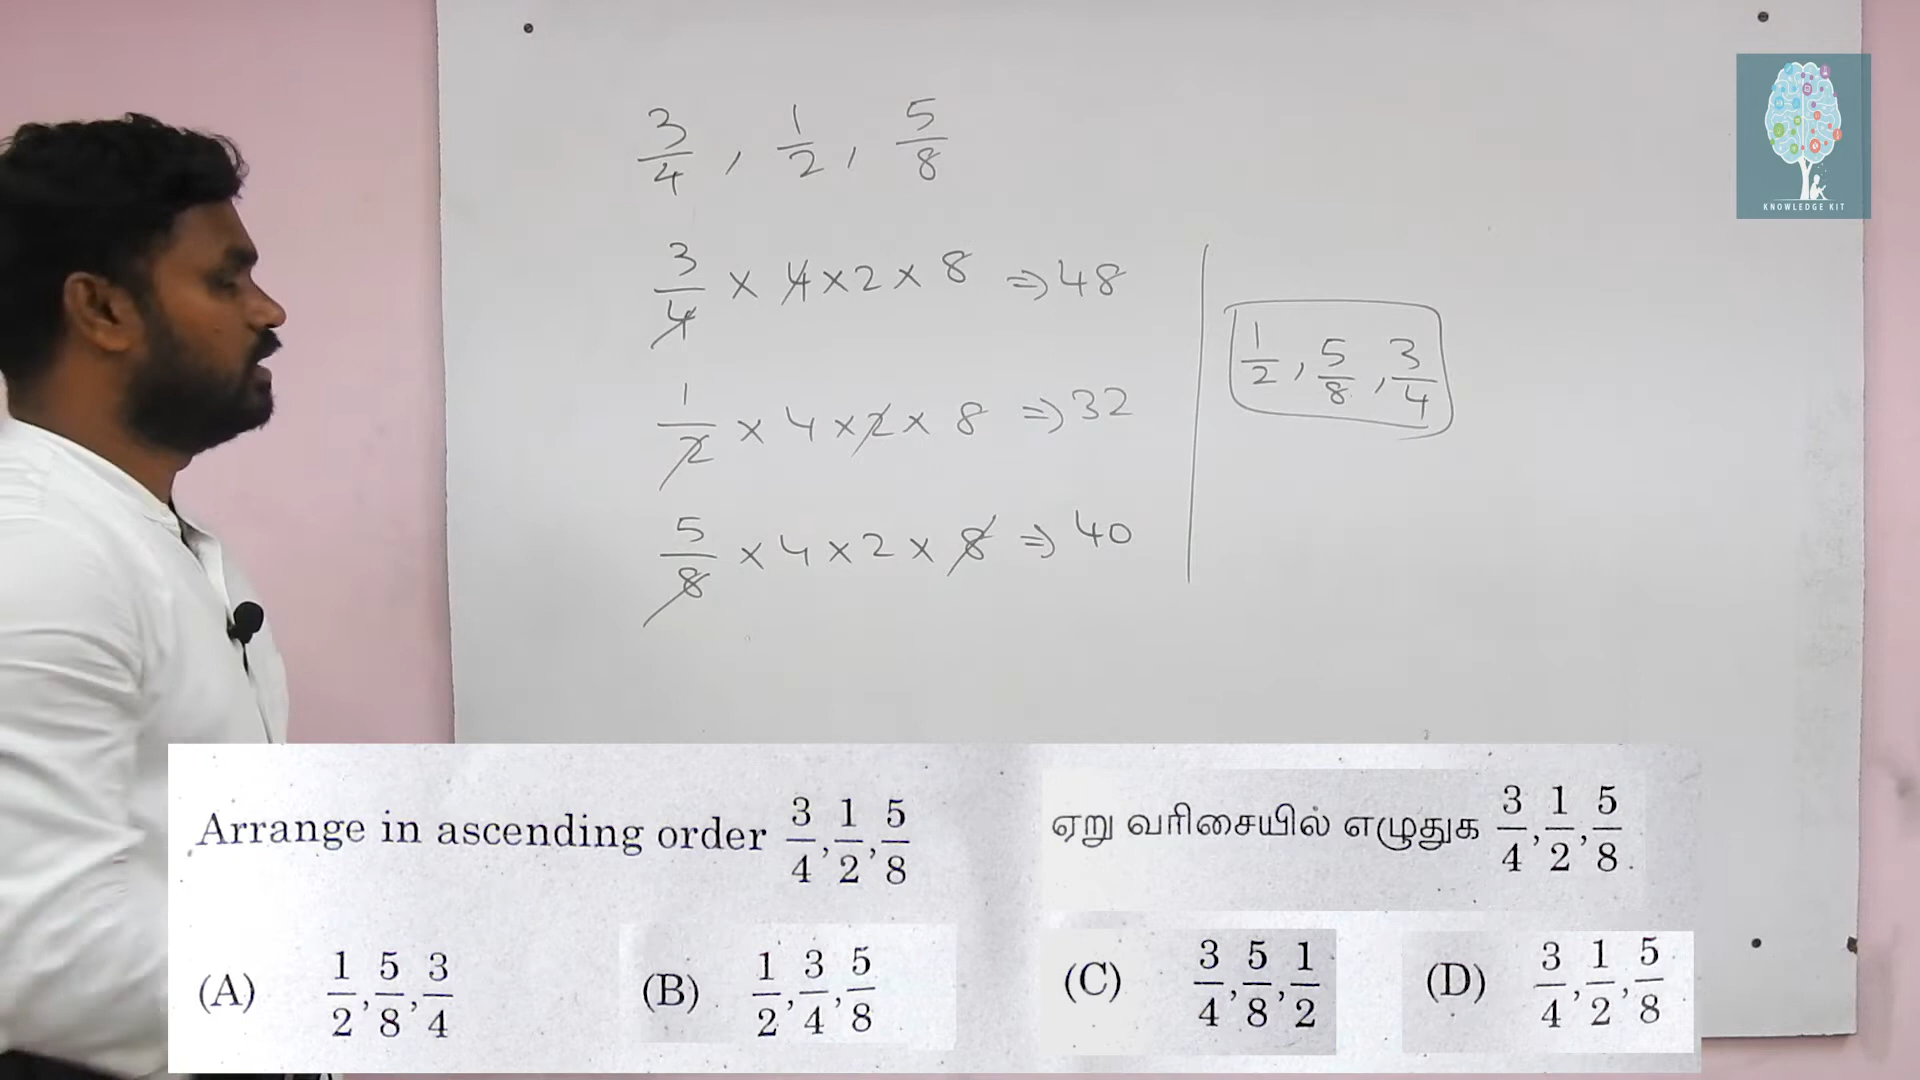 3/4 , 1/2 , 5/8
3/4 × 4 × 2 × 8 ⇒ 48
1/2 × 4 × 2 × 8 ⇒ 32
5/8 × 4 × 2 × 8 ⇒ 40
1/2 , 5/8 , 3/4
KNOWLEDGE KIT
Arrange in ascending order 3/4, 1/2, 5/8
(A) 1/2, 5/8, 3/4
(B) 1/2, 3/4, 5/8
ஏறு வரிசையில் எழுதுக 3/4, 1/2, 5/8.
(C) 3/4, 5/8, 1/2
(D) 3/4, 1/2, 5/8